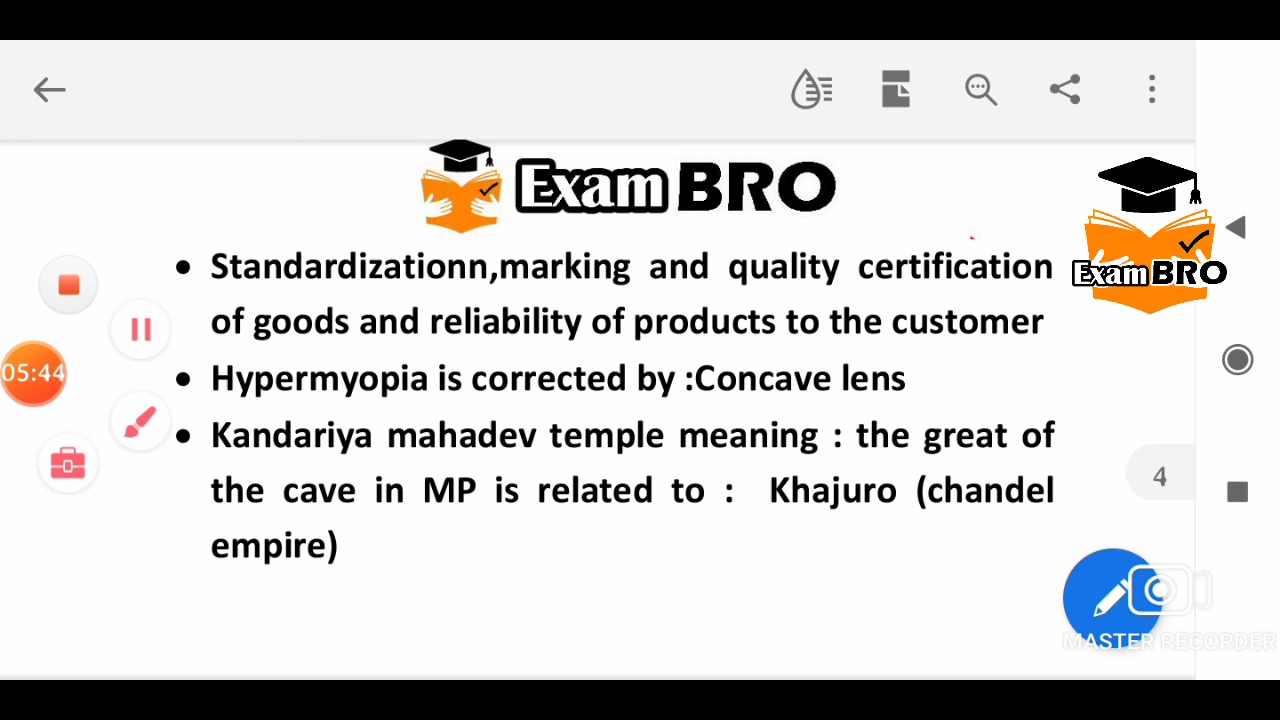 Exam BRO
Exam BRO
• Standardizationn,marking and quality certification
of goods and reliability of products to the customer
05:44
• Hypermyopia is corrected by :Concave lens
• Kandariya mahadev temple meaning : the great of
the cave in MP is related to : Khajuro (chandel
empire)
4
MASTER RECORDER